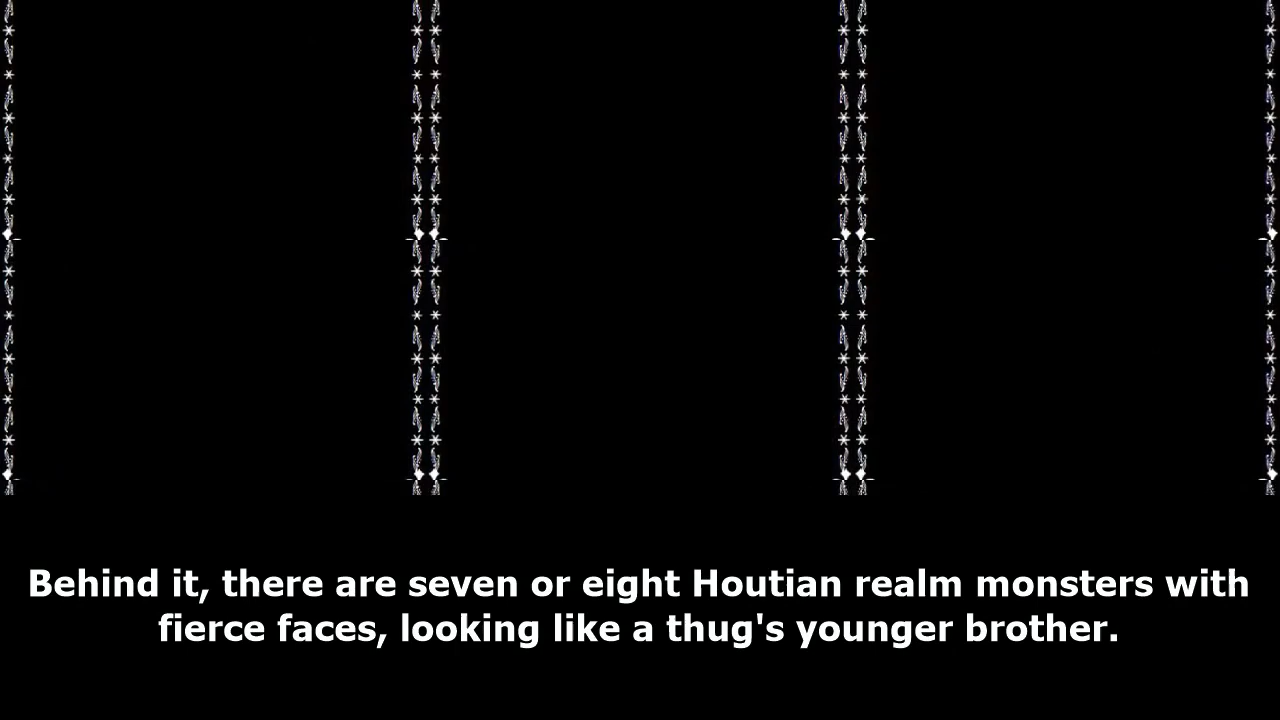 Behind it, there are seven or eight Houtian realm monsters with
fierce faces, looking like a thug's younger brother.